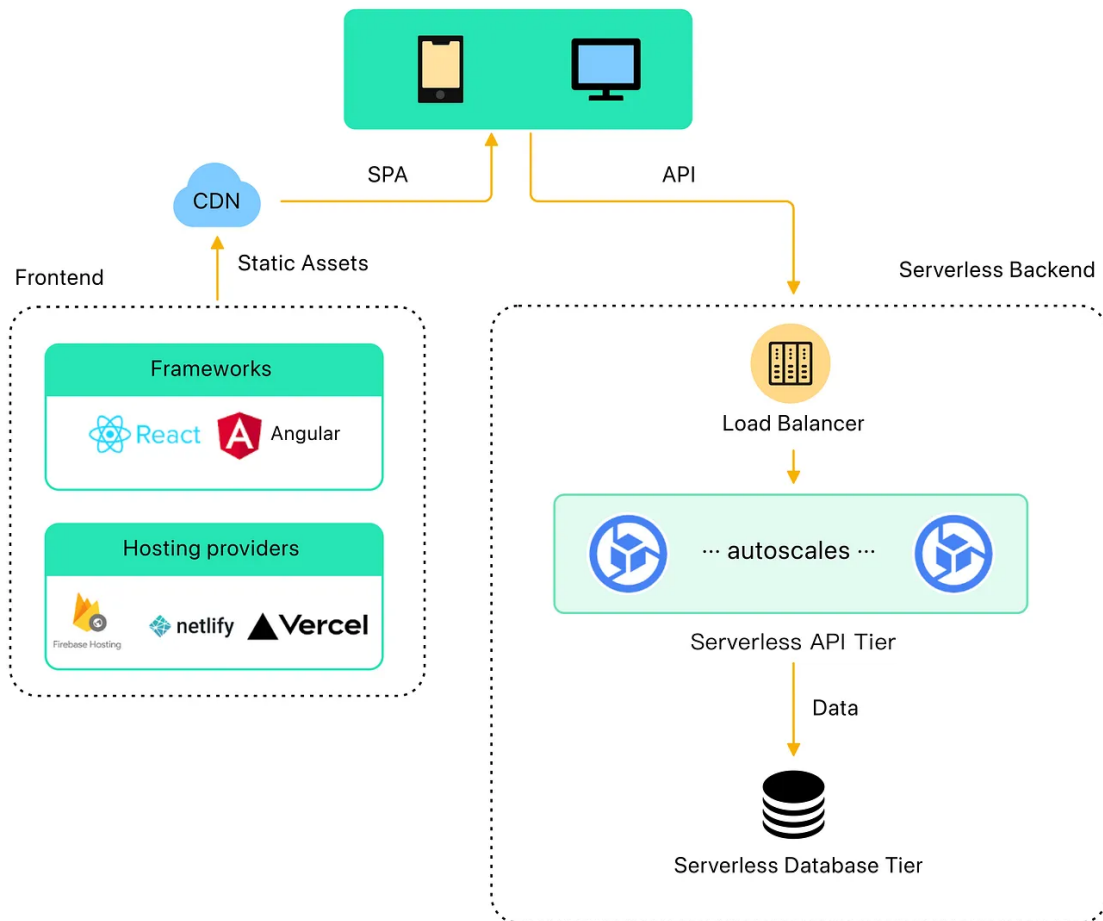 SPA
API
CDN
Static Assets
Frontend
Serverless Backend
Frameworks
React
Angular
Hosting providers
Firebase Hosting
netlify
Vercel
Load Balancer
··· autoscales ···
Serverless API Tier
Data
Serverless Database Tier